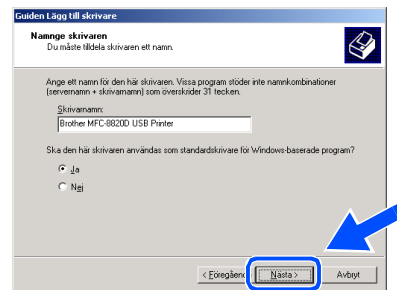 Guiden Lägg till skrivare
Namnge skrivaren
Du måste tilldela skrivaren ett namn.
Ange ett namn för den här skrivaren. Vissa program stöder inte namnkombinationer
(servernamn + skrivarnamn) som överskrider 31 tecken.
Skrivarnamn:
Brother MFC-8820D USB Printer
Ska den här skrivaren användas som standardskrivare för Windows-baserade program?
Ja
Nej
< Föregåend Nästa > Avbryt